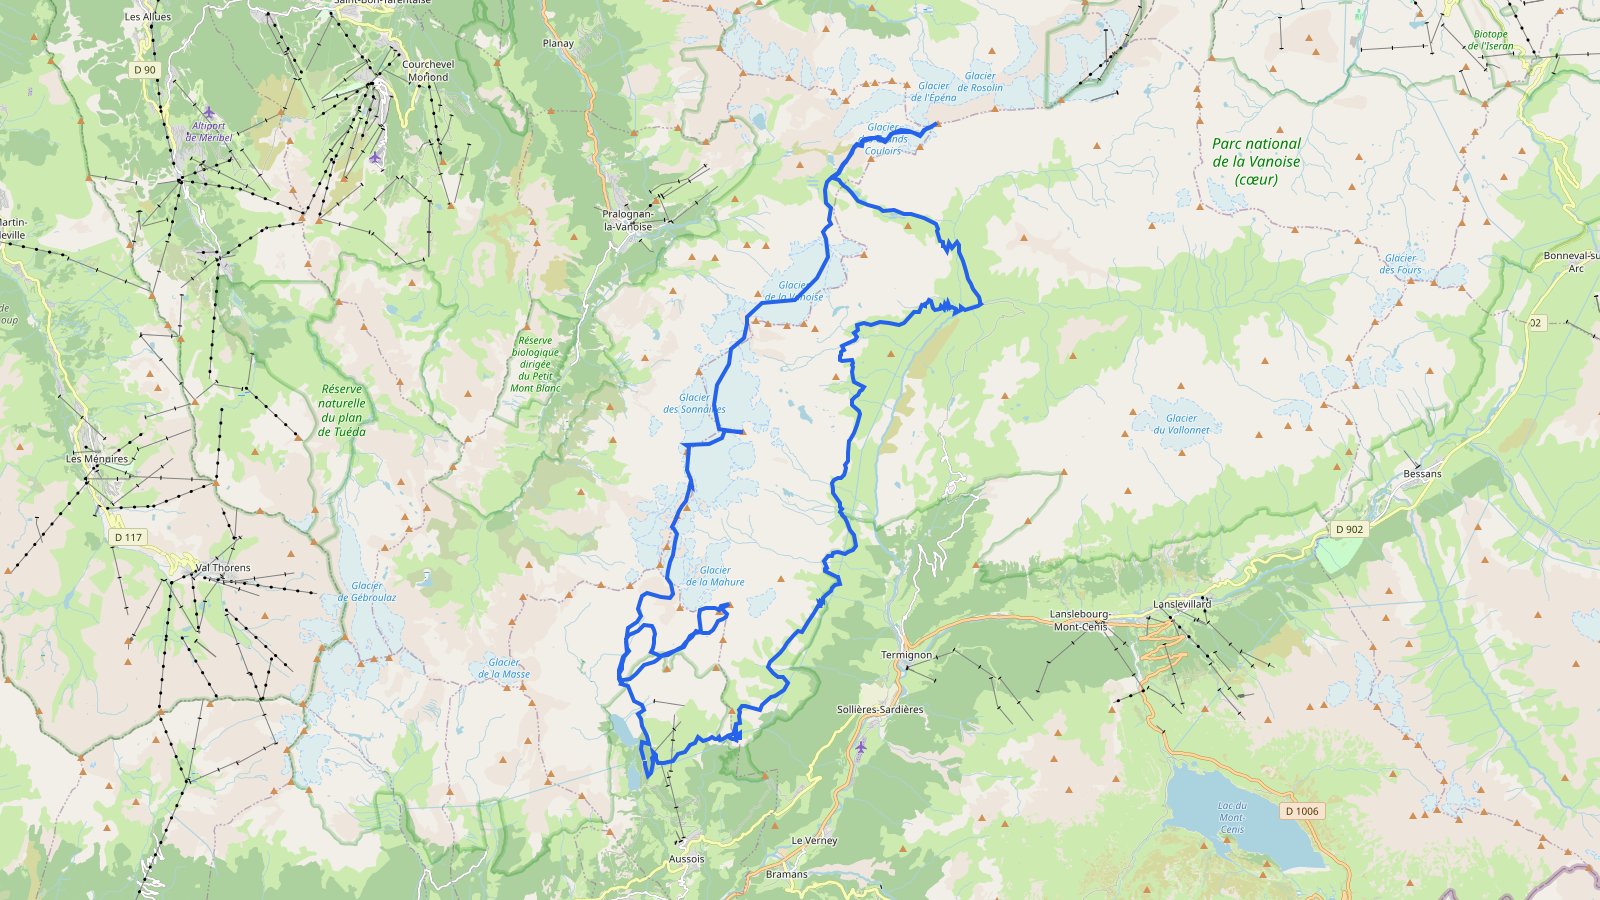 Les Allues
Saint-Bon-Tarentaise
Planay
D 90
Courchevel
Moriond
Altiport
de Méribel
Glacier
de Rosolin
Glacier
de l'Épéna
Biotope
de l'Iseran
Glacier
Couloirs
Parc national
de la Vanoise
(cœur)
Martin-
Pralognan-
la-Vanoise
Bonneval-su
Arc
Glacier
des Fours
Glacier
de la Vanoise
02
Réserve
biologique
dirigée
du Petit
Mont Blanc
Réserve
naturelle
du plan
de Tuéda
Glacier
des Sonnailles
Glacier
du Vallonnet
Les Ménuires
Bessans
D 902
D 117
Val Thorens
Glacier
de Gébroulaz
Glacier
de la Mahure
Lanslevillard
Lanslebourg-
Mont-Cenis
Termignon
Glacier
de la Masse
Sollières-Sardières
Lac du
Mont
Cenis
D 1006
Le Verney
Aussois
Bramans